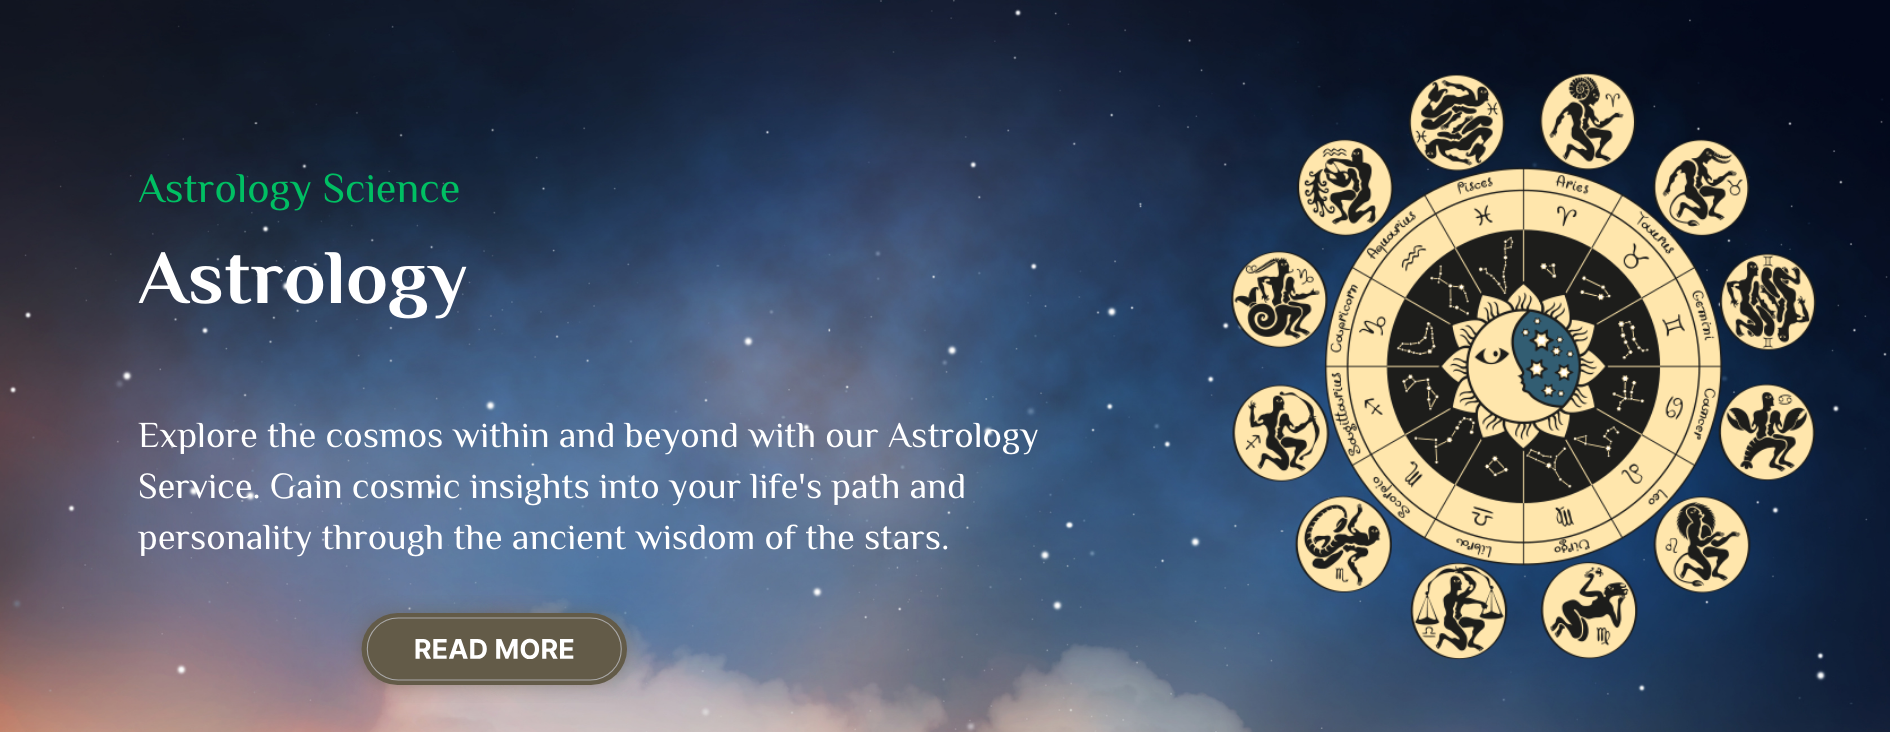 Astrology Science
Astrology
Explore the cosmos within and beyond with our Astrology
Service. Gain cosmic insights into your life's path and
personality through the ancient wisdom of the stars.
READ MORE
Pisces
Aries
Taurus
Gemini
Cancer
Leo
Virgo
Libra
Scorpio
Sagittarius
Capricorn
Aquarius